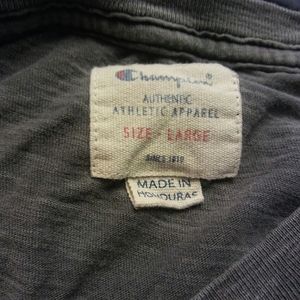 Champion
AUTHENTIC
ATHLETIC APPAREL
SIZE - LARGE
SINCE 1919
MADE IN
HONDURAS